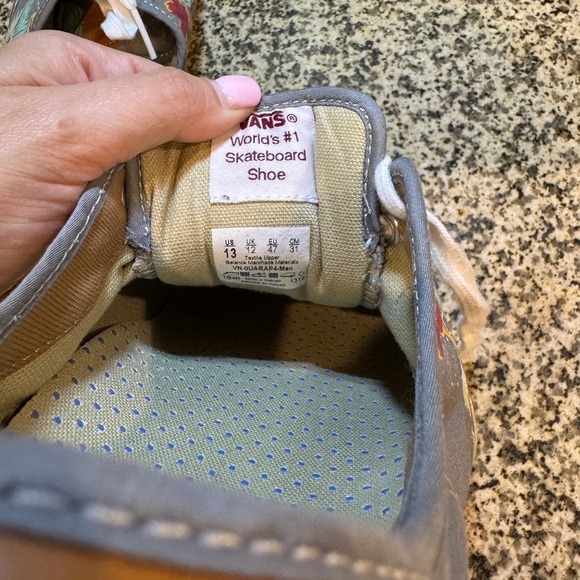 VANS®
World's #1
Skateboard
Shoe
US UK EU CM
13 12 47 31
Textile Upper
Balance Manmade Materials
VN-0UARAP4-Men